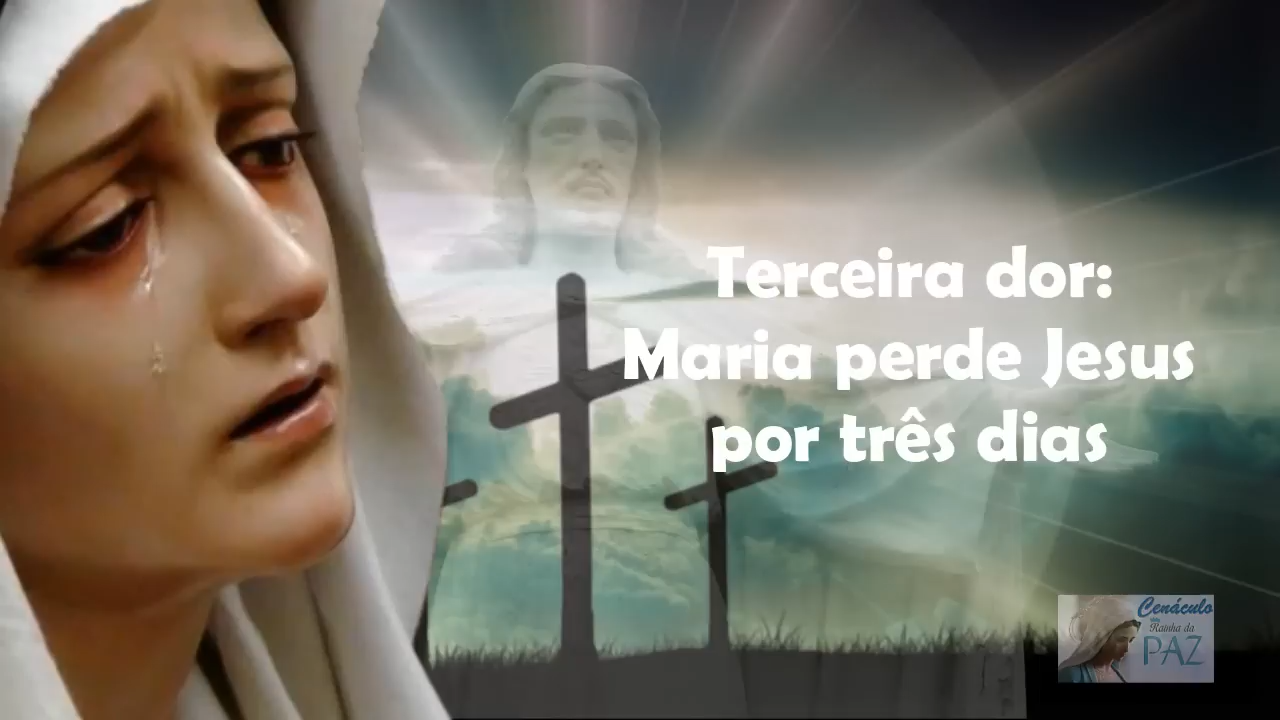 Terceira dor:
Maria perde Jesus
por três dias
Cenáculo
Rainha da
PAZ